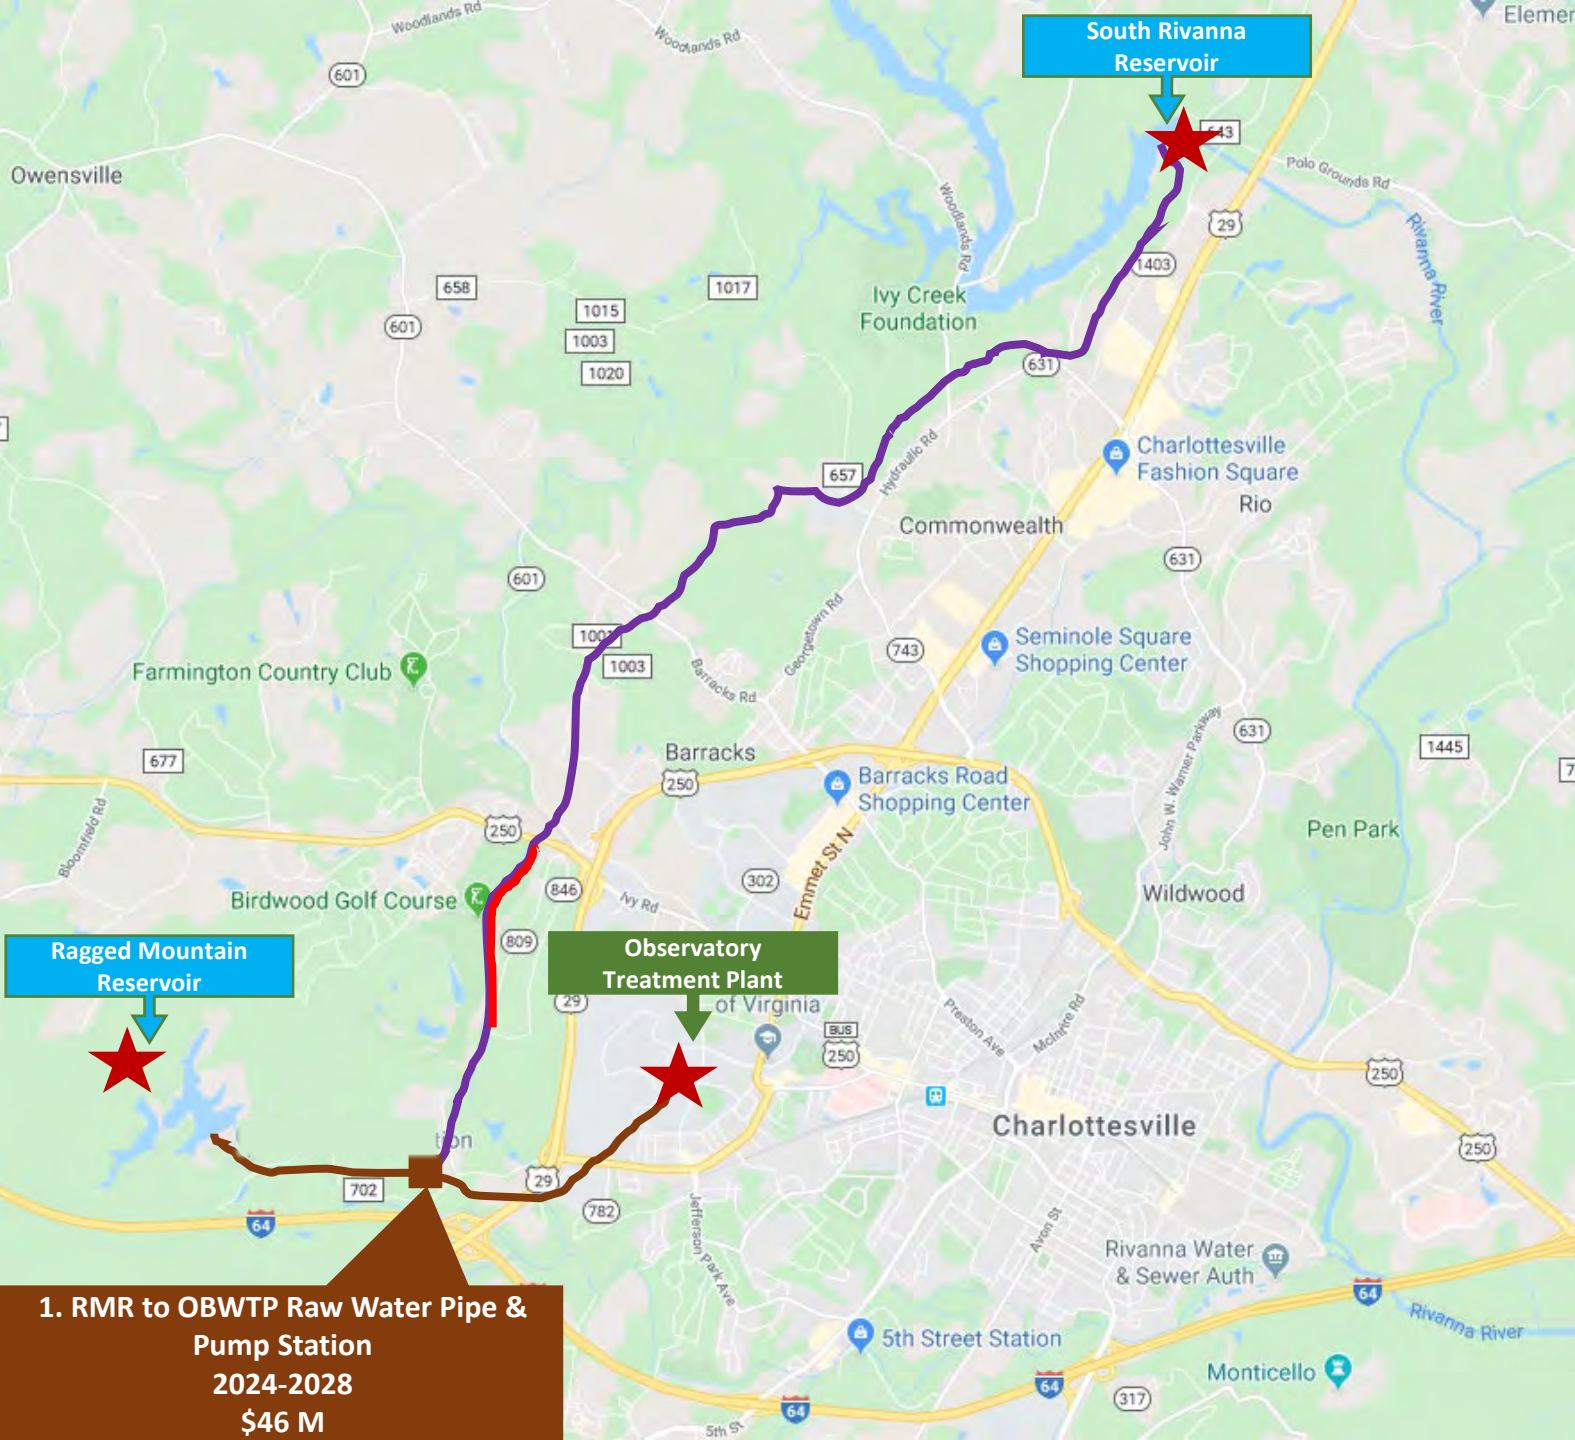 Woodlands Rd
Woodlands Rd
South Rivanna
Reservoir
Elemen
601
643
Polo Grounds Rd
Owensville
Woodlands Rd
29
Rivanna River
1403
658
1017
Ivy Creek
Foundation
1015
601
1003
631
1020
Charlottesville
Fashion Square
Hydraulic Rd
657
Rio
Commonwealth
631
601
Georgetown Rd
1001
Seminole Square
Shopping Center
743
1003
Farmington Country Club
Barracks Rd
John W. Warner Parkway
631
1445
7
677
Barracks
250
Barracks Road
Shopping Center
Bloomfield Rd
250
Pen Park
Emmet St N
302
846
Ivy Rd
Birdwood Golf Course
Wildwood
809
Ragged Mountain
Reservoir
Observatory
Treatment Plant
29
of Virginia
Preston Ave
McIntire Rd
BUS
250
250
Charlottesville
tion
250
29
702
782
64
Jefferson Park Ave
Avon St
Rivanna Water
& Sewer Auth
64
1. RMR to OBWTP Raw Water Pipe &
Pump Station
2024-2028
$46 M
5th Street Station
Rivanna River
Monticello
64
317
64
5th St